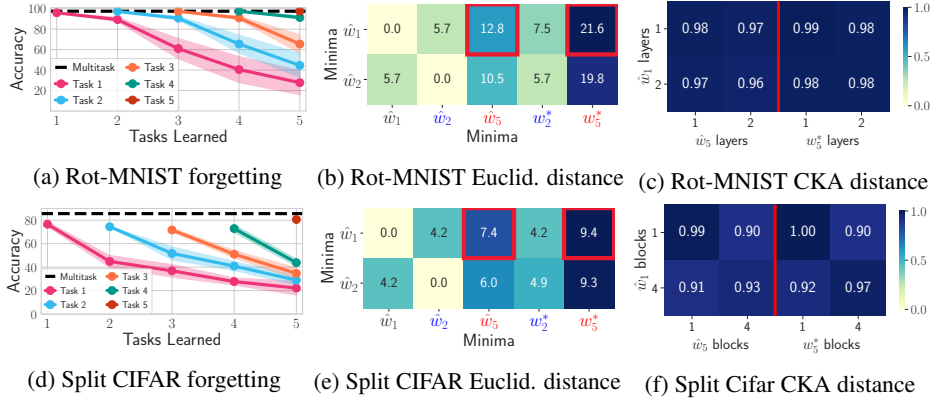 Accuracy
100
80
60
40
20
Multitask
Task 1
Task 2
Task 3
Task 4
Task 5
1 2 3 4 5
Tasks Learned
(a) Rot-MNIST forgetting
Minima
ŵ₁ 0.0 5.7 12.8 7.5 21.6
ŵ₂ 5.7 0.0 10.5 5.7 19.8
ŵ₁ ŵ₂ ŵ₅ w₂* w₅*
Minima
(b) Rot-MNIST Euclid. distance
ŵ₁ layers
1 0.98 0.97 0.99 0.98
2 0.97 0.96 0.98 0.98
1 2 1 2
ŵ₅ layers w₅* layers
1.0
0.5
0.0
(c) Rot-MNIST CKA distance
Accuracy
80
60
40
20
0
Multitask
Task 1
Task 2
Task 3
Task 4
Task 5
1 2 3 4 5
Tasks Learned
(d) Split CIFAR forgetting
Minima
ŵ₁ 0.0 4.2 7.4 4.2 9.4
ŵ₂ 4.2 0.0 6.0 4.9 9.3
ŵ₁ ŵ₂ ŵ₅ w₂* w₅*
Minima
(e) Split CIFAR Euclid. distance
ŵ₁ blocks
1 0.99 0.90 1.00 0.90
4 0.91 0.93 0.92 0.97
1 4 1 4
ŵ₅ blocks w₅* blocks
1.0
0.5
0.0
(f) Split Cifar CKA distance